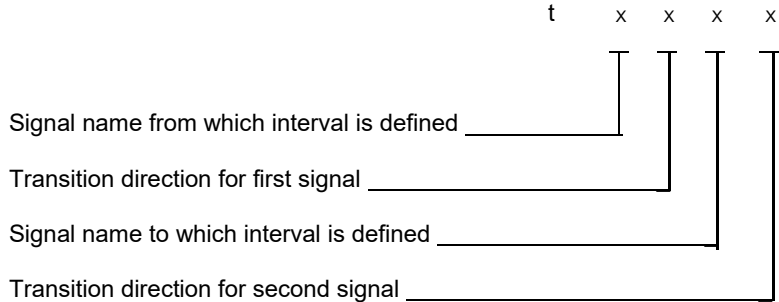 t x x x x
Signal name from which interval is defined
Transition direction for first signal
Signal name to which interval is defined
Transition direction for second signal